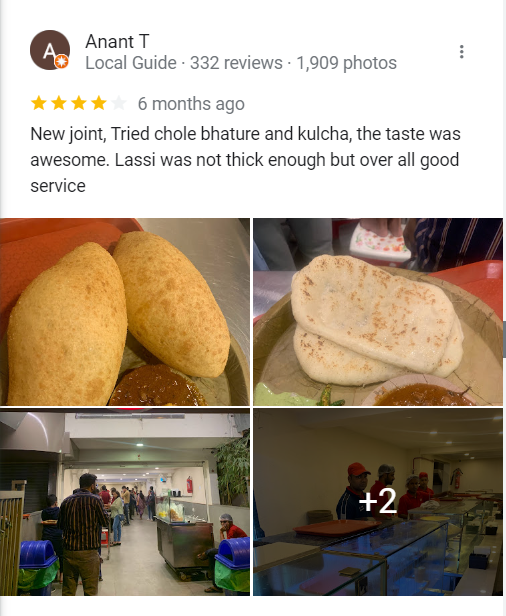 A
Anant T
Local Guide · 332 reviews · 1,909 photos
6 months ago
New joint, Tried chole bhature and kulcha, the taste was
awesome. Lassi was not thick enough but over all good
service
+2